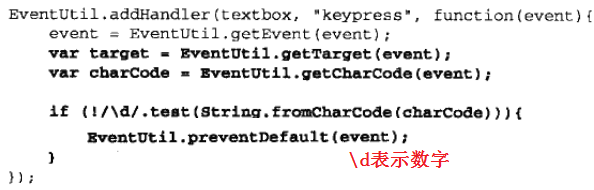 EventUtil.addHandler(textbox, "keypress", function(event){
    event = EventUtil.getEvent(event);
    var target = EventUtil.getTarget(event);
    var charCode = EventUtil.getCharCode(event);

    if (!/\d/.test(String.fromCharCode(charCode))){
        EventUtil.preventDefault(event);
    }
\d表示数字
});